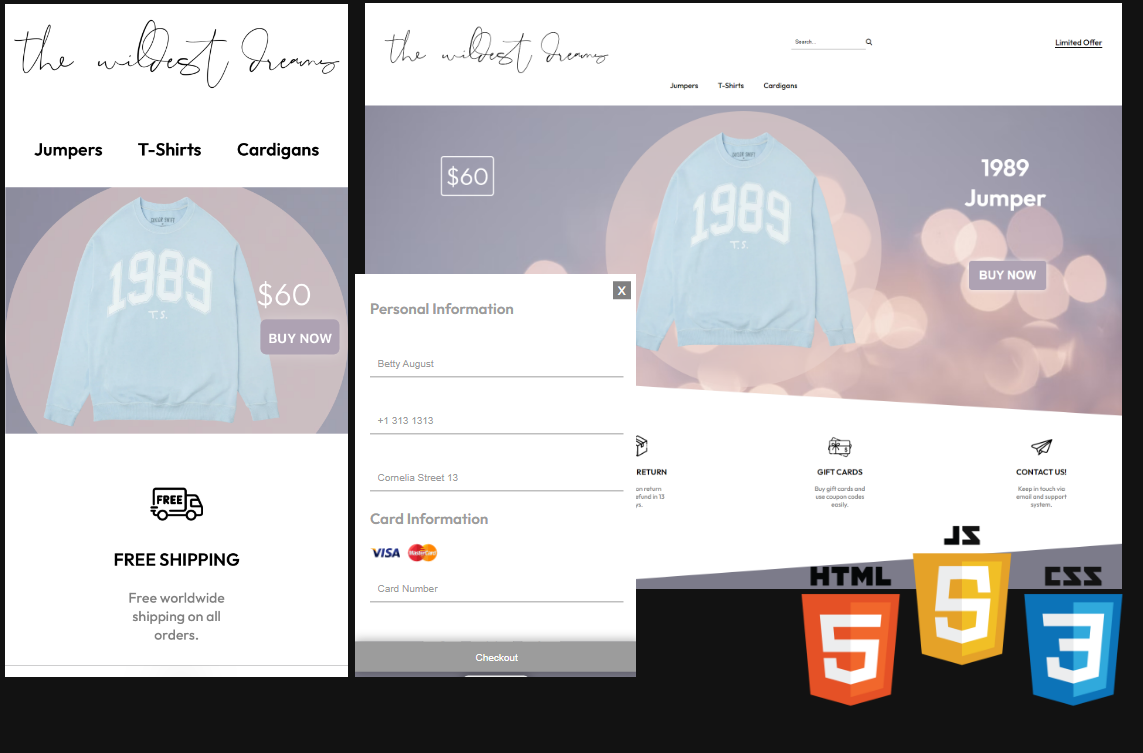 the wildest dreams
Jumpers T-Shirts Cardigans
1989
T.S.
$60
BUY NOW
FREE
FREE SHIPPING
Free worldwide
shipping on all
orders.
the wildest dreams
Search...
Limited Offer
Jumpers T-Shirts Cardigans
$60
1989
T.S.
1989
Jumper
BUY NOW
X
Personal Information
Betty August
+1 313 1313
Cornelia Street 13
Card Information
VISA MasterCard
Card Number
Checkout
RETURN
on return
efund in 13
ys.
GIFT CARDS
Buy gift cards and
use coupon codes
easily.
CONTACT US!
Keep in touch via
email and support
system.
HTML
5
JS
5
CSS
3